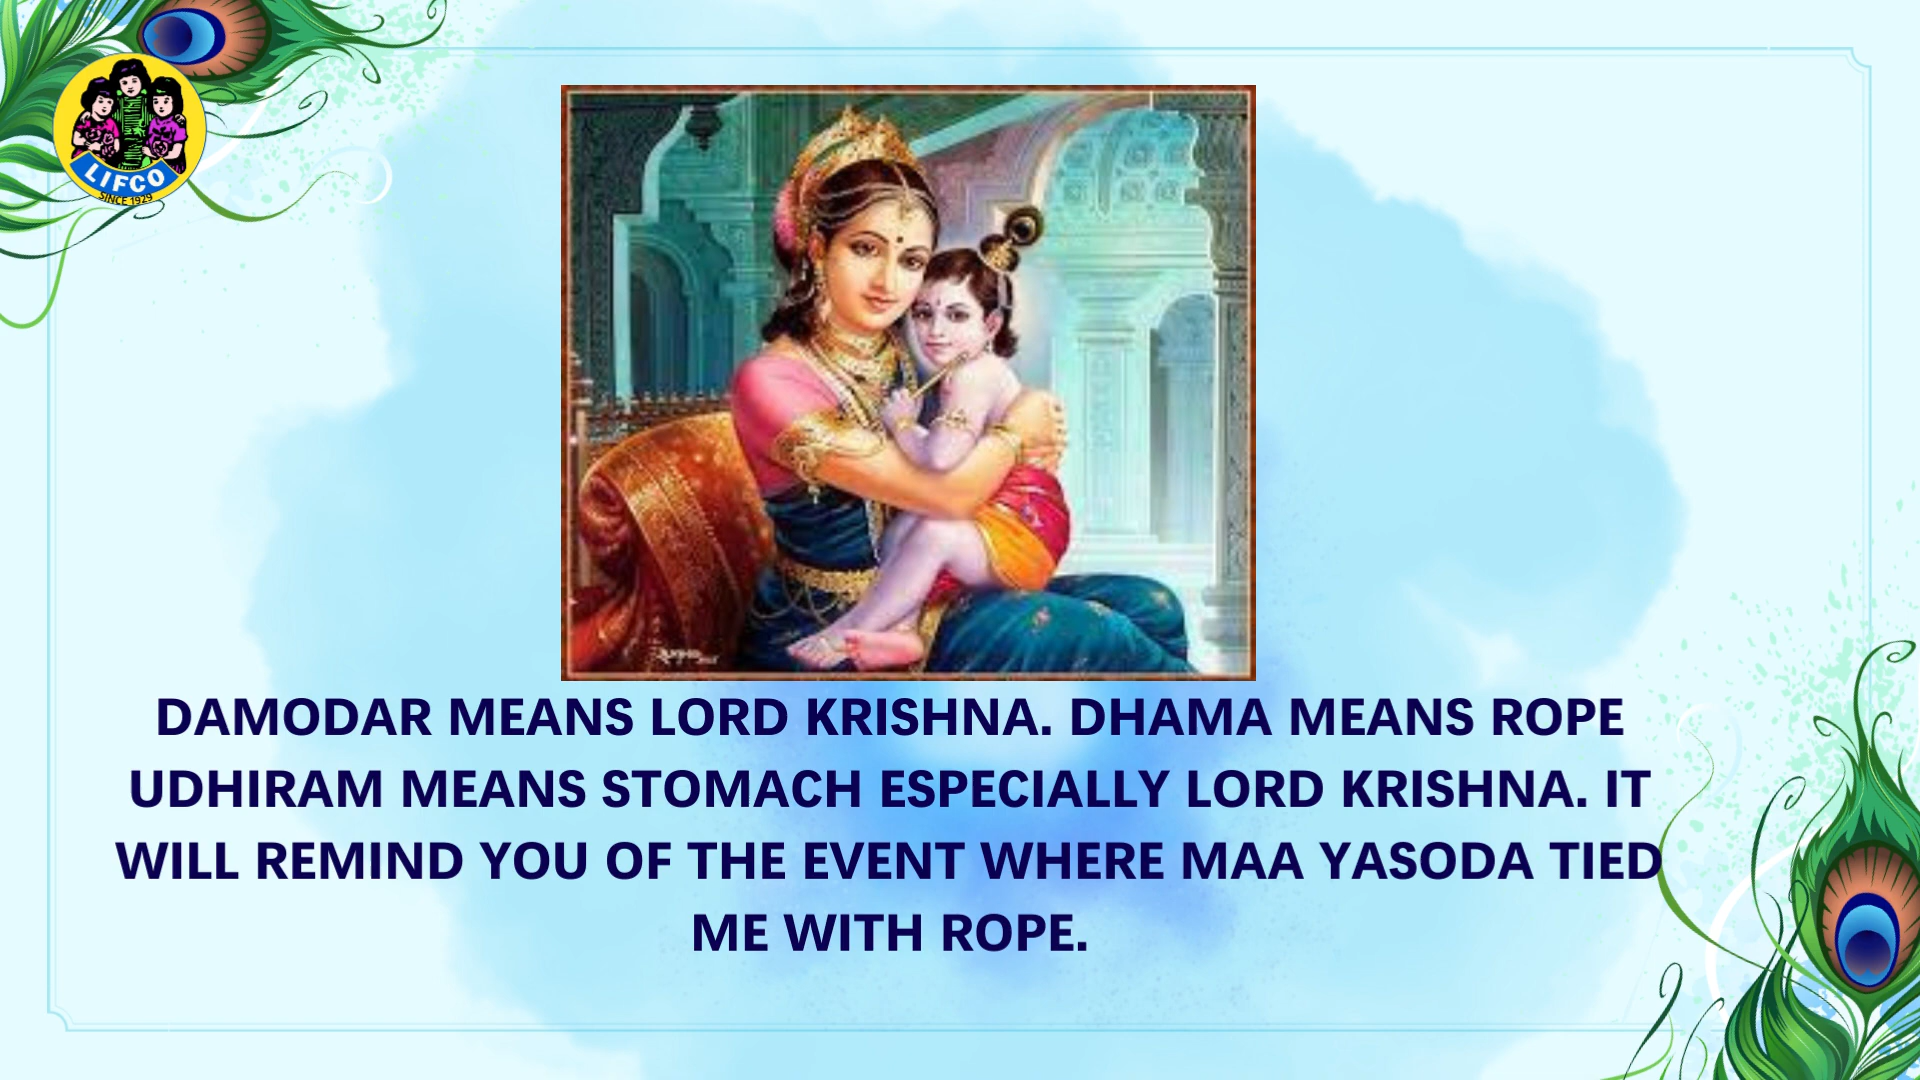 LIFCO
SINCE 1929
DAMODAR MEANS LORD KRISHNA. DHAMA MEANS ROPE
UDHIRAM MEANS STOMACH ESPECIALLY LORD KRISHNA. IT
WILL REMIND YOU OF THE EVENT WHERE MAA YASODA TIED
ME WITH ROPE.